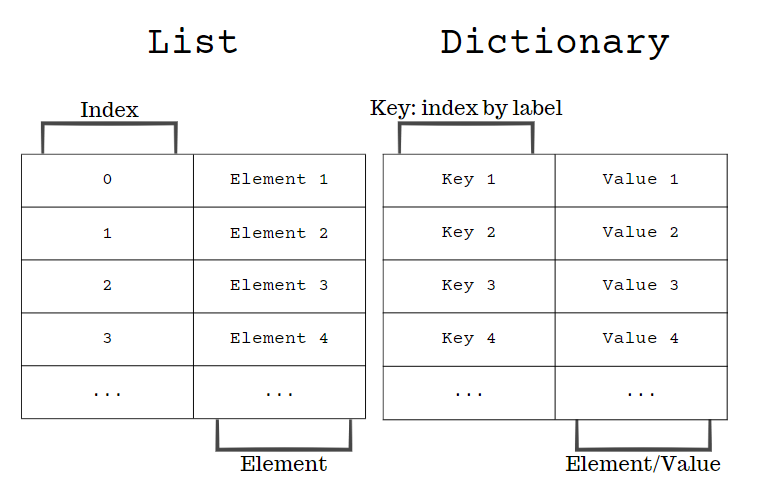 List
Index
0 Element 1
1 Element 2
2 Element 3
3 Element 4
... ...
Element
Dictionary
Key: index by label
Key 1 Value 1
Key 2 Value 2
Key 3 Value 3
Key 4 Value 4
... ...
Element/Value